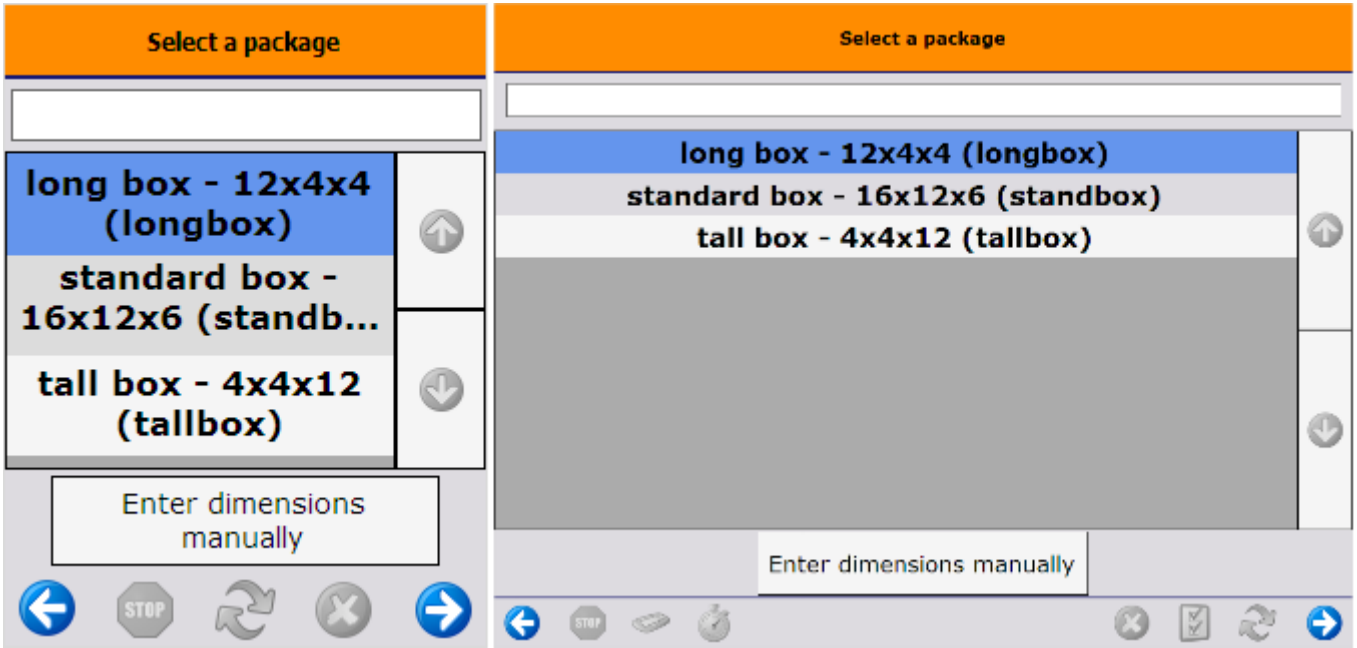 Select a package
long box - 12x4x4
(longbox)
standard box -
16x12x6 (standb...
tall box - 4x4x12
(tallbox)
Enter dimensions
manually
STOP
Select a package
long box - 12x4x4 (longbox)
standard box - 16x12x6 (standbox)
tall box - 4x4x12 (tallbox)
Enter dimensions manually
STOP